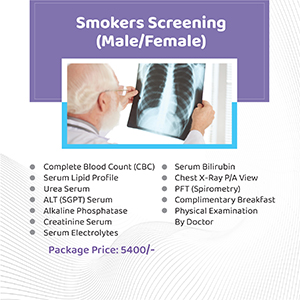 Smokers Screening
(Male/Female)
Complete Blood Count (CBC)
Serum Lipid Profile
Urea Serum
ALT (SGPT) Serum
Alkaline Phosphatase
Creatinine Serum
Serum Electrolytes
Serum Bilirubin
Chest X-Ray P/A View
PFT (Spirometry)
Complimentary Breakfast
Physical Examination
By Doctor
Package Price: 5400/-